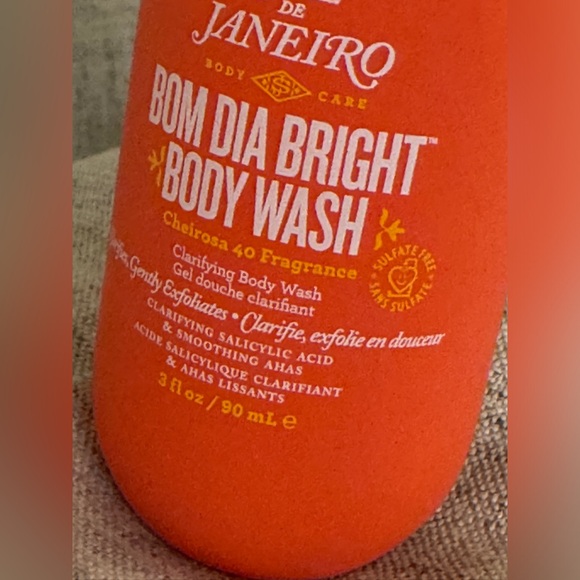 DE
JANEIRO
BODY CARE
BOM DIA BRIGHT™
BODY WASH
Cheirosa 40 Fragrance
Clarifying Body Wash
Gel douche clarifiant
Gently Exfoliates • Clarifie, exfolie en douceur
CLARIFYING SALICYLIC ACID
& SMOOTHING AHAS
ACIDE SALICYLIQUE CLARIFIANT
& AHAS LISSANTS
3 fl oz / 90 mL ℮
SULFATE FREE
SANS SULFATE